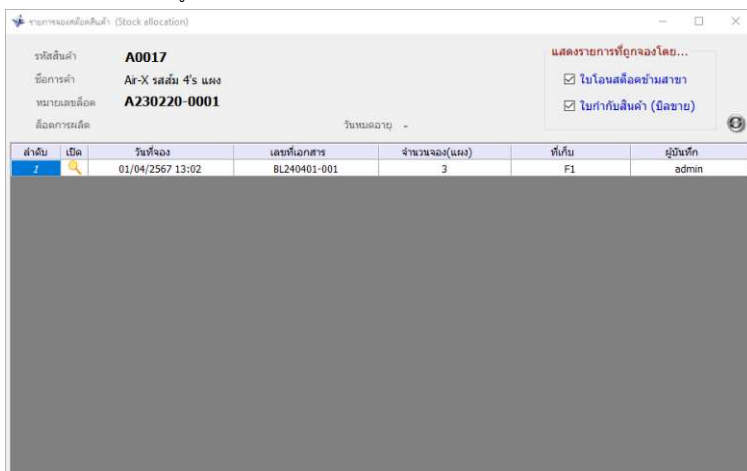 รายการจองสต๊อคสินค้า (Stock allocation)
รหัสสินค้า A0017
ชื่อการค้า Air-X รสส้ม 4's แผง
หมายเลขล็อต A230220-0001
ล็อตการผลิต วันหมดอายุ -
แสดงรายการที่ถูกจองโดย...
ใบโอนสต็อคข้ามสาขา
ใบกำกับสินค้า (บิลขาย)
ลำดับ เปิด วันที่จอง เลขที่เอกสาร จำนวนจอง(แผง) ที่เก็บ ผู้บันทึก
1 01/04/2567 13:02 BL240401-001 3 F1 admin